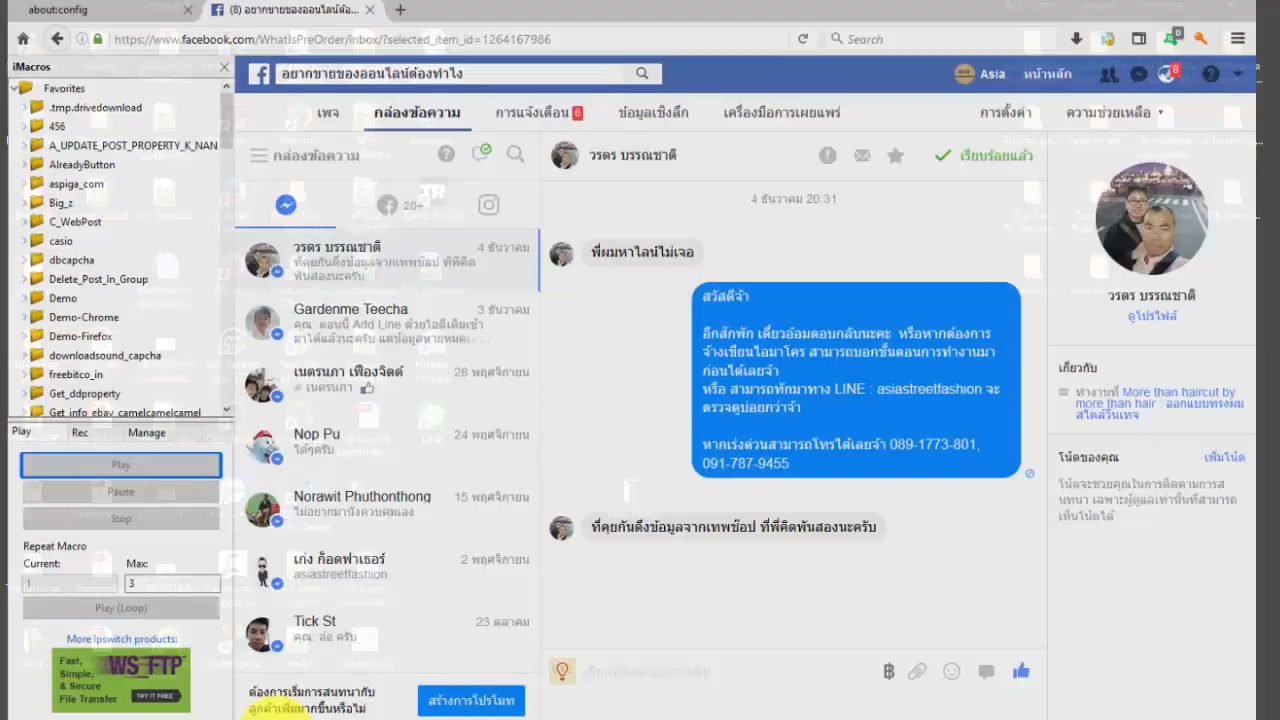 about:config
(8) อยากขายของออนไลน์ต้อ...
https://www.facebook.com/WhatIsPreOrder/inbox/?selected_item_id=1264167986
Search
0
iMacros
Favorites
.tmp.drivedownload
456
A_UPDATE_POST_PROPERTY_K_NAN
AlreadyButton
aspiga_com
Big_z
C_WebPost
casio
dbcapcha
Delete_Post_In_Group
Demo
Demo-Chrome
Demo-Firefox
downloadsound_capcha
freebitco_in
Get_ddproperty
Get_info_ebay_camelcamelcamel
Play
Rec
Manage
Play
Pause
Stop
Repeat Macro
Current:
Max:
1
3
Play (Loop)
More Ipswitch products:
Fast,
Simple,
& Secure
File Transfer
WS_FTP
TRY IT FREE
อยากขายของออนไลน์ต้องทำไง
Asia
หน้าหลัก
8
เพจ
กล่องข้อความ
การแจ้งเตือน 6
ข้อมูลเชิงลึก
เครื่องมือการเผยแพร่
การตั้งค่า
ความช่วยเหลือ
กล่องข้อความ
20+
วรดร บรรณชาติ
4 ธันวาคม
ที่คุยกันดึงข้อมูลจากเทพช้อป ที่พี่คิด
พันสองนะครับ
Gardenme Teecha
3 ธันวาคม
คุณ: ตอนนี้ Add Line ด้วยไอดีเดิมเข้า
มาได้แล้วนะครับ แต่ข้อมูลหายหมดเ...
เนตรนภา เฟื่องจิตต์
28 พฤศจิกายน
เนตรนภา
Nop Pu
24 พฤศจิกายน
ได้ๆครับ
Norawit Phuthonthong
15 พฤศจิกายน
ไม่อยากมานั่งควบคุมเอง
เก่ง ก็อตฟาเธอร์
2 พฤศจิกายน
asiastreetfashion
Tick St
23 ตุลาคม
คุณ: อ๋อ ครับ
ต้องการเริ่มการสนทนากับ
ลูกค้าเพิ่มมากขึ้นหรือไม่
สร้างการโปรโมท
วรดร บรรณชาติ
เรียบร้อยแล้ว
4 ธันวาคม 20:31
พี่ผมหาไลน์ไม่เจอ
สวัสดีจ้า
อีกสักพัก เดี๋ยวอ้อมตอบกลับนะคะ หรือหากต้องการ
จ้างเขียนไอมาโคร สามารถบอกขั้นตอนการทำงานมา
ก่อนได้เลยจ้า
หรือ สามารถทักมาทาง LINE : asiastreetfashion จะ
ตรวจดูบ่อยกว่าจ้า
หากเร่งด่วนสามารถโทรได้เลยจ้า 089-1773-801,
091-787-9455
ที่คุยกันดึงข้อมูลจากเทพช้อป ที่พี่คิดพันสองนะครับ
วรดร บรรณชาติ
ดูโปรไฟล์
เกี่ยวกับ
ทำงานที่ More than haircut by
more than hair : ออกแบบทรงผม
สไตล์วินเทจ
โน้ตของคุณ
เพิ่มโน้ต
โน้ตจะช่วยคุณในการติดตามการส
นทนา เฉพาะผู้ดูแลเท่านั้นที่สามารถ
เห็นโน้ตได้